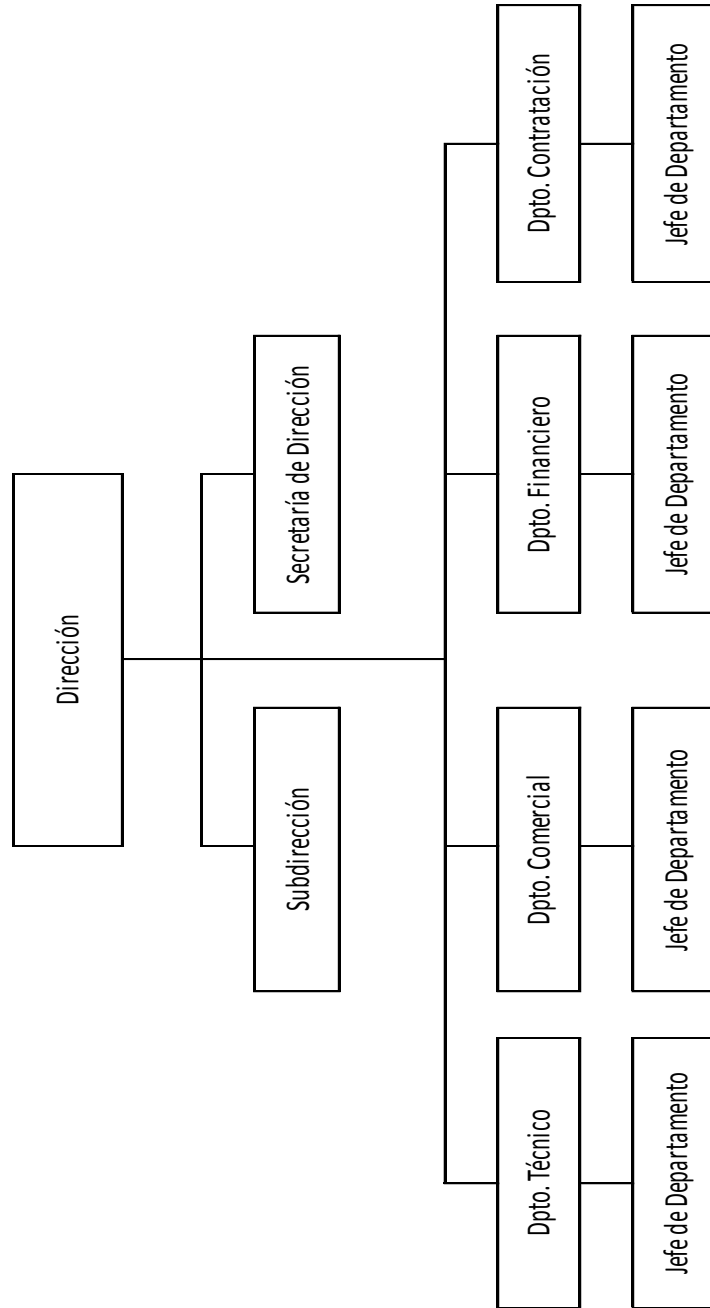 Dirección
Subdirección
Secretaría de Dirección
Dpto. Técnico
Dpto. Comercial
Dpto. Financiero
Dpto. Contratación
Jefe de Departamento
Jefe de Departamento
Jefe de Departamento
Jefe de Departamento